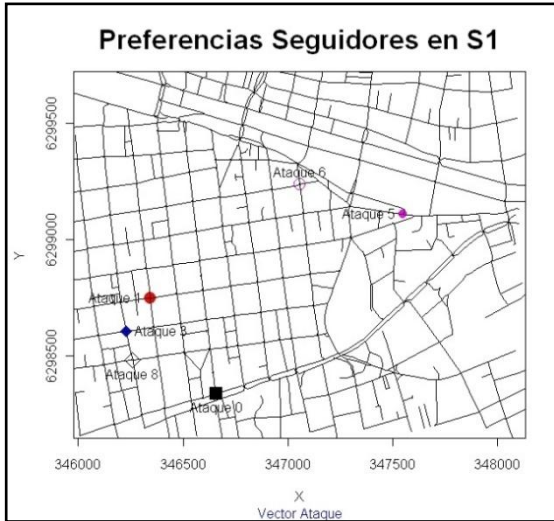 Preferencias Seguidores en S1
6299500
6299000
6298500
Y
Ataque 6
Ataque 5
Ataque 1
Ataque 3
Ataque 8
Ataque 0
346000 346500 347000 347500 348000
X
Vector Ataque